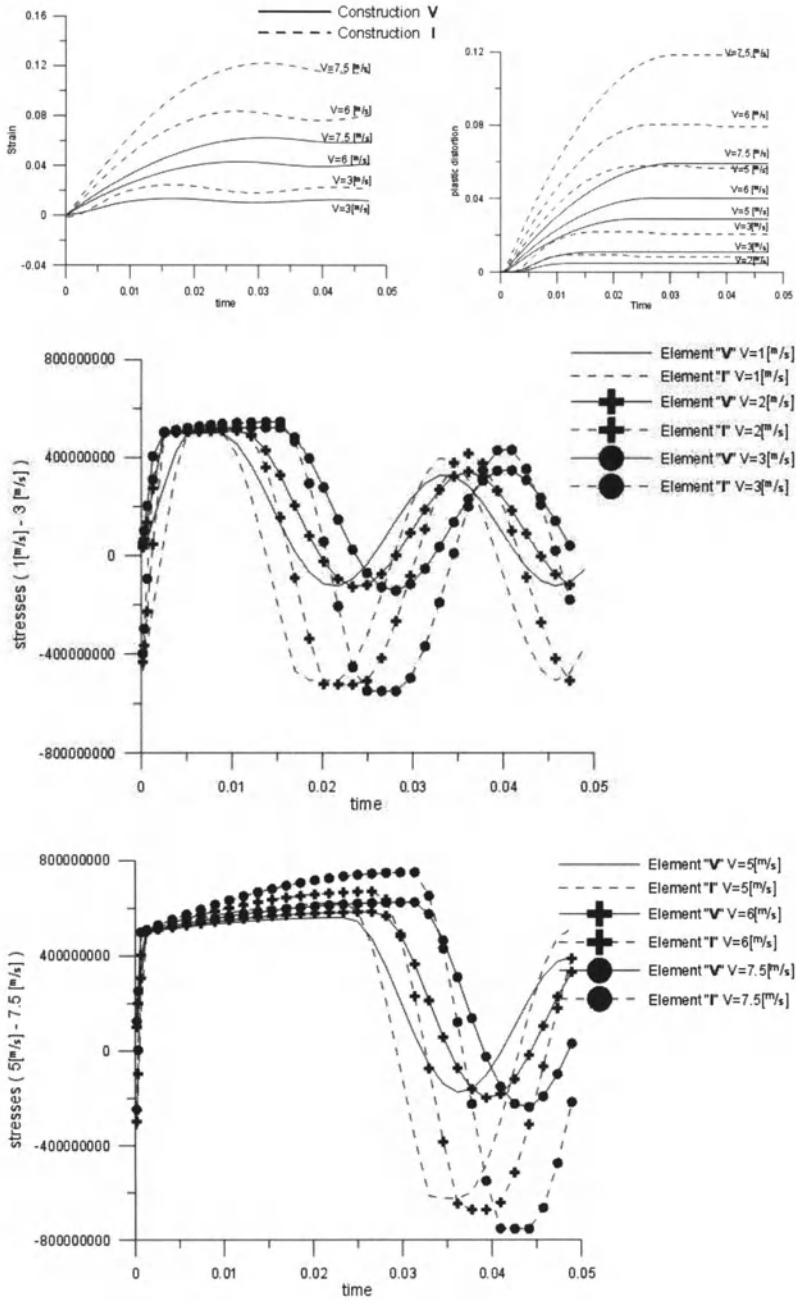 Construction V
Construction I
0.16
0.12
0.08
0.04
0
-0.04
Strain
V=7.5 [m/s]
V=6 [m/s]
V=7.5[m/s]
V=6 [m/s]
V=3[m/s]
V=3[m/s]
0
0.01
0.02
0.03
0.04
0.05
time
0.12
0.08
0.04
0.00
plastic distortion
V=7,5 [m/s]
V=6 [m/s]
V=7.5 [m/s]
V=5 [m/s]
V=6 [m/s]
V=5 [m/s]
V=3[m/s]
V=3[m/s]
V=2[m/s]
0
0.01
0.02
0.03
0.04
0.05
Time
800000000
400000000
0
-400000000
-800000000
stresses ( 1[m/s] - 3 [m/s] )
0.00
0.01
0.02
0.03
0.04
0.05
time
Element "V" V=1[m/s]
Element "I" V=1[m/s]
Element "V" V=2[m/s]
Element "I" V=2[m/s]
Element "V" V=3[m/s]
Element "I" V=3[m/s]
800000000
400000000
0
-400000000
-800000000
stresses ( 5[m/s] - 7.5 [m/s] )
0.00
0.01
0.02
0.03
0.04
0.05
time
Element "V" V=5[m/s]
Element "I" V=5[m/s]
Element "V" V=6[m/s]
Element "I" V=6[m/s]
Element "V" V=7.5[m/s]
Element "I" V=7.5[m/s]